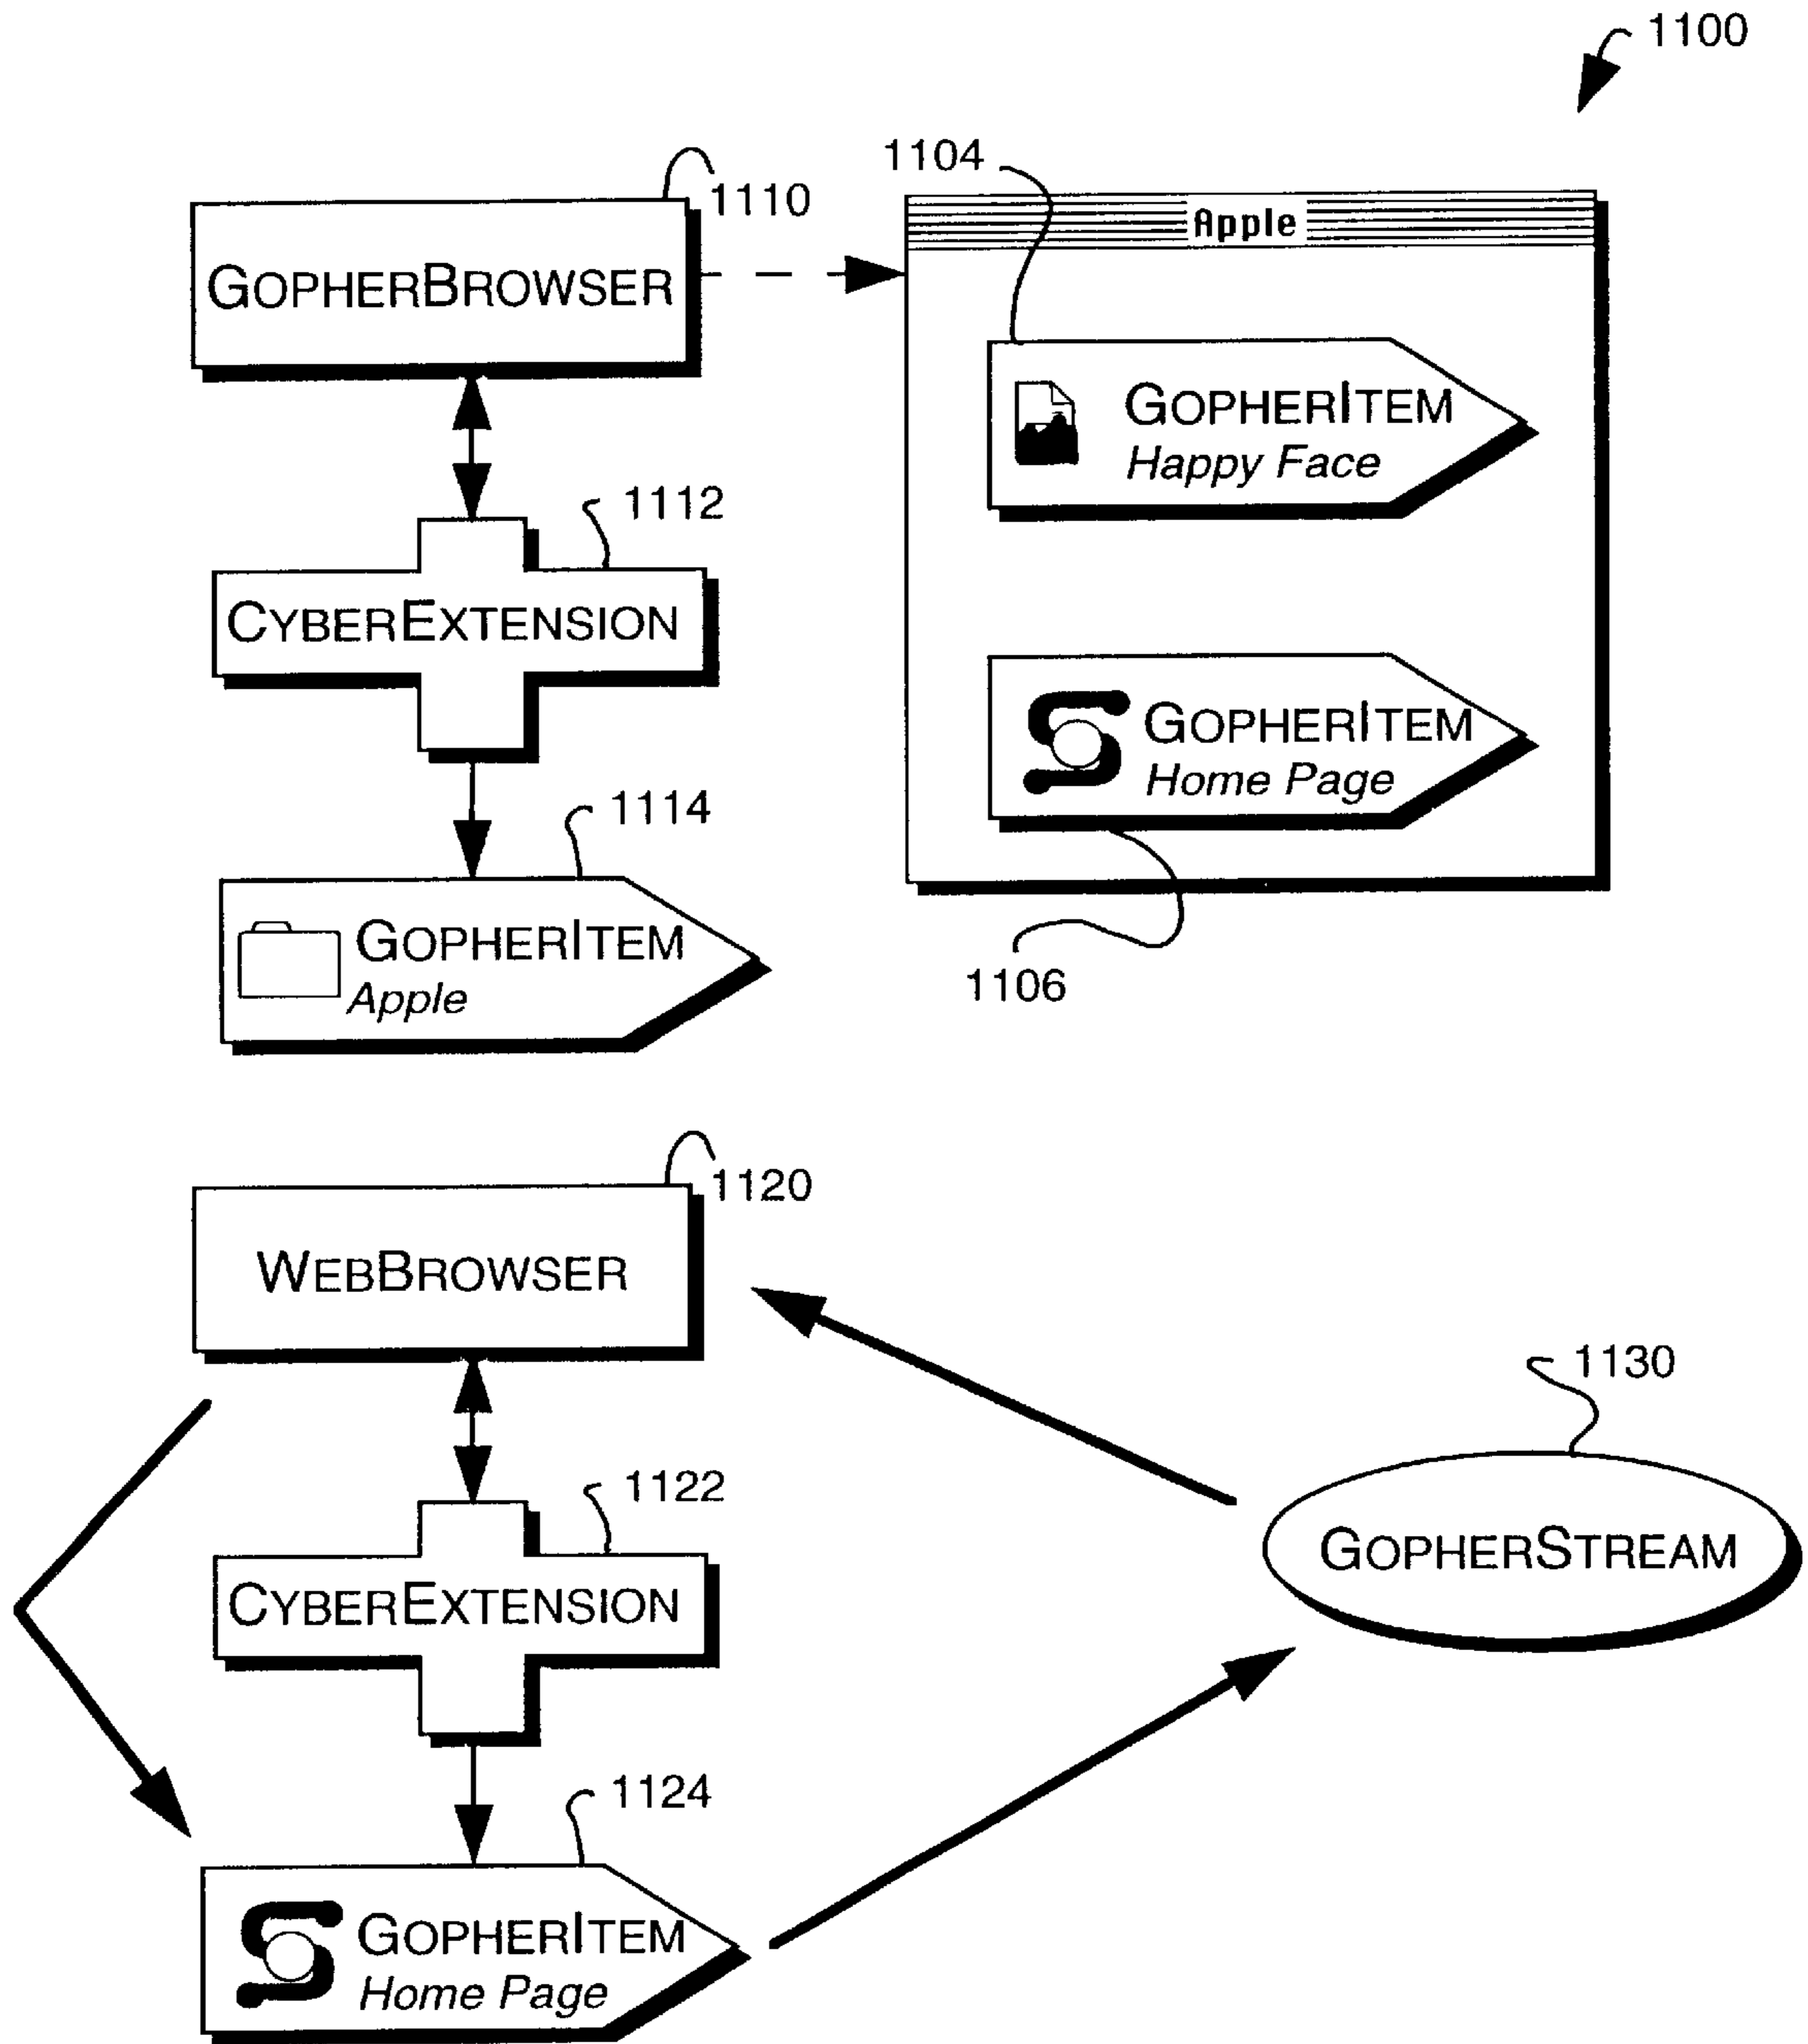 1100
1104
1110
Apple
GOPHERBROWSER
GOPHERITEM
Happy Face
1112
CYBEREXTENSION
GOPHERITEM
Home Page
1114
GOPHERITEM
Apple
1106
1120
WEBBROWSER
1130
1122
GOPHERSTREAM
CYBEREXTENSION
1124
GOPHERITEM
Home Page